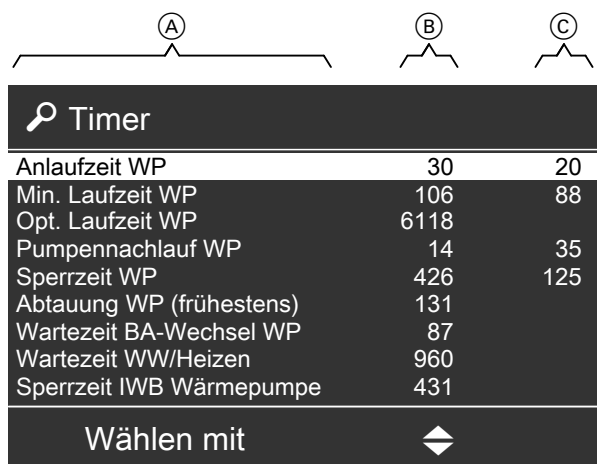 A B C
Timer
Anlaufzeit WP 30 20
Min. Laufzeit WP 106 88
Opt. Laufzeit WP 6118
Pumpennachlauf WP 14 35
Sperrzeit WP 426 125
Abtauung WP (frühestens) 131
Wartezeit BA-Wechsel WP 87
Wartezeit WW/Heizen 960
Sperrzeit IWB Wärmepumpe 431
Wählen mit